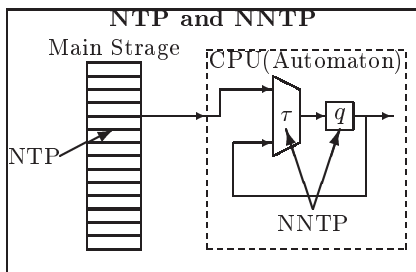 NTP and NNTP
Main Strage
CPU(Automaton)
τ
q
NTP
NNTP